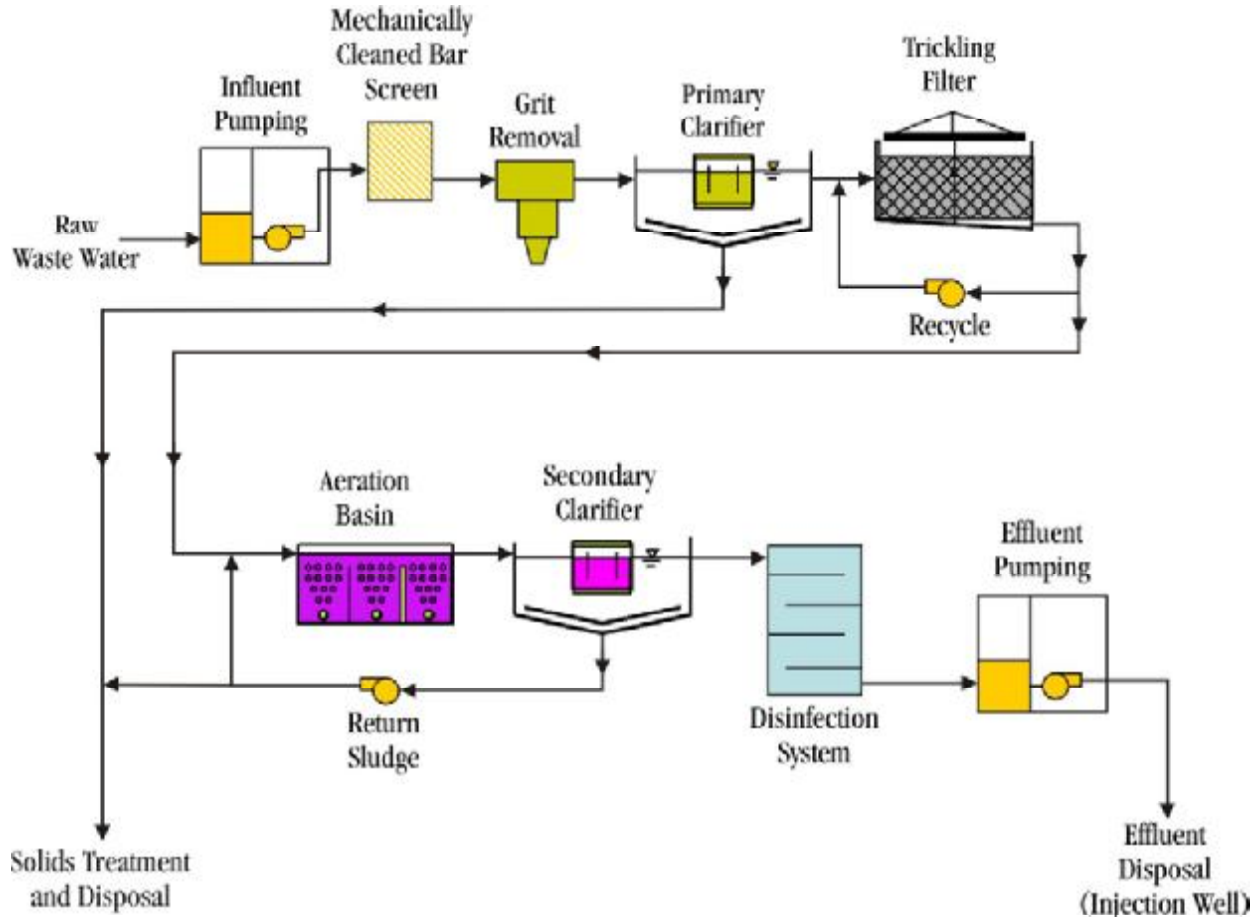 Mechanically
Cleaned Bar
Screen
Influent
Pumping
Grit
Removal
Primary
Clarifier
Trickling
Filter
Raw
Waste Water
Recycle
Aeration
Basin
Secondary
Clarifier
Effluent
Pumping
Return
Sludge
Disinfection
System
Solids Treatment
and Disposal
Effluent
Disposal
(Injection Well)